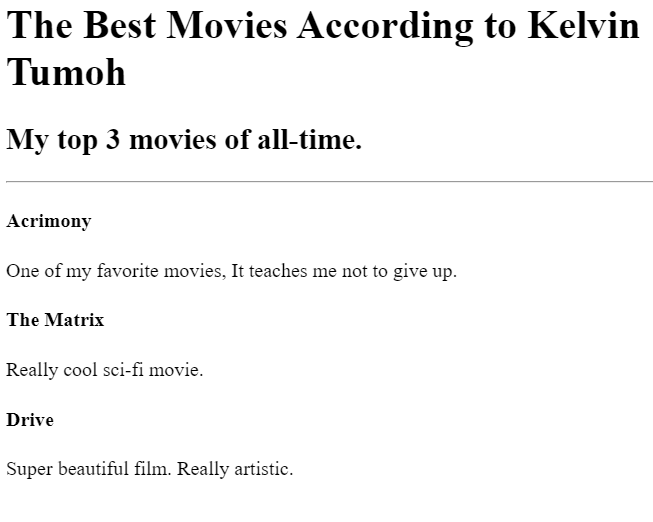 The Best Movies According to Kelvin
Tumoh
My top 3 movies of all-time.
Acrimony
One of my favorite movies, It teaches me not to give up.
The Matrix
Really cool sci-fi movie.
Drive
Super beautiful film. Really artistic.